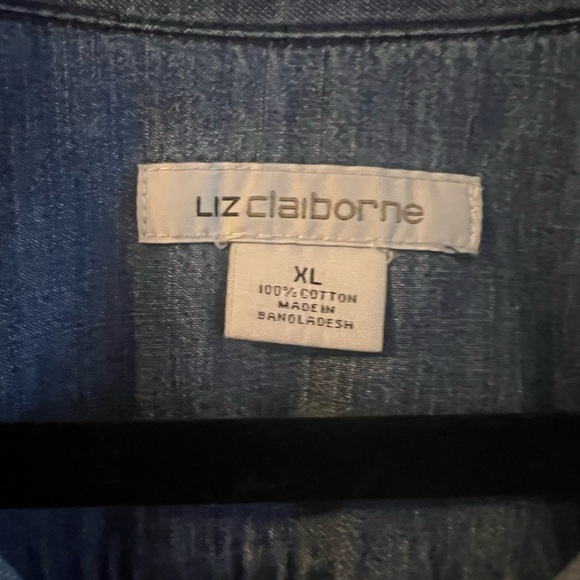 LIZ claiborne
XL
100% COTTON
MADE IN
BANGLADESH